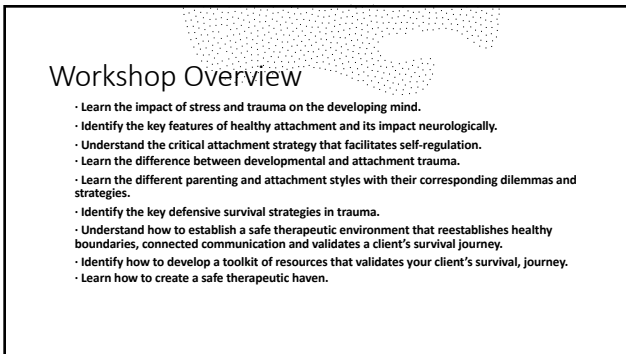 Workshop Overview
· Learn the impact of stress and trauma on the developing mind.
· Identify the key features of healthy attachment and its impact neurologically.
· Understand the critical attachment strategy that facilitates self-regulation.
· Learn the difference between developmental and attachment trauma.
· Learn the different parenting and attachment styles with their corresponding dilemmas and
strategies.
· Identify the key defensive survival strategies in trauma.
· Understand how to establish a safe therapeutic environment that reestablishes healthy
boundaries, connected communication and validates a client’s survival journey.
· Identify how to develop a toolkit of resources that validates your client’s survival, journey.
· Learn how to create a safe therapeutic haven.